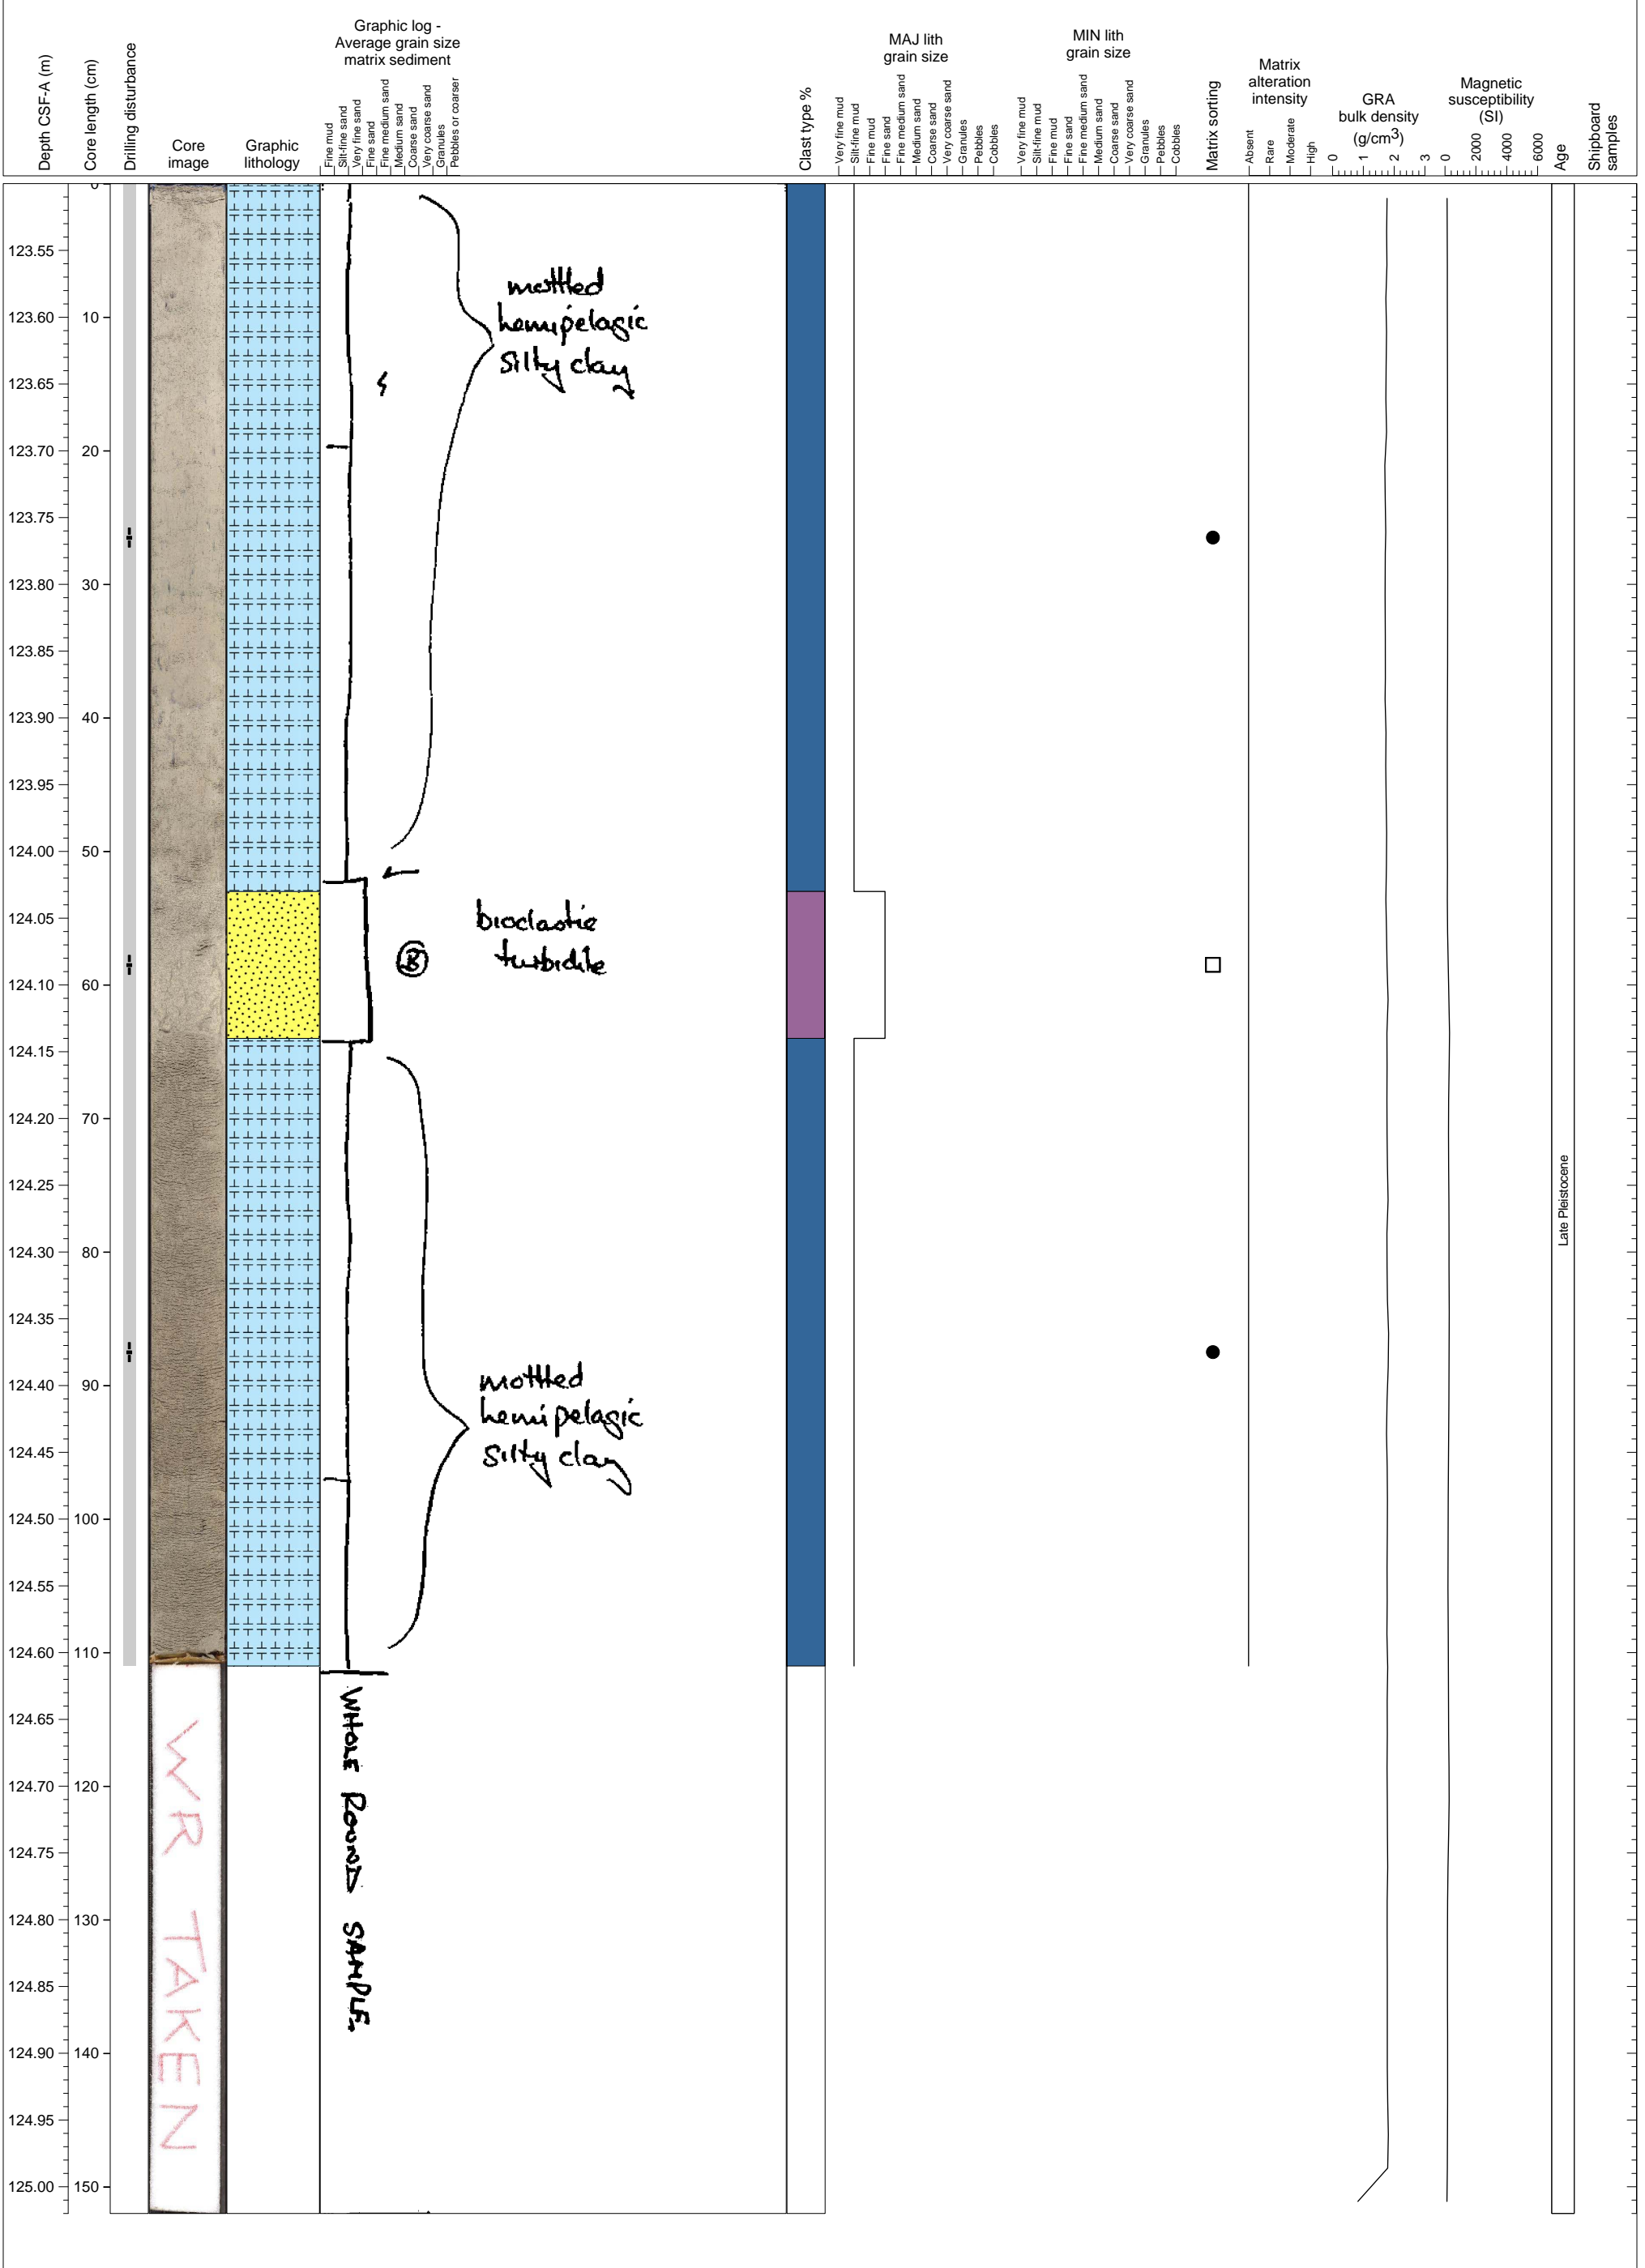 Depth CSF-A (m)
Core length (cm)
Drilling disturbance
Core
image
Graphic
lithology
Graphic log -
Average grain size
matrix sediment
Fine mud
Silt-fine sand
Very fine sand
Fine sand
Fine medium sand
Medium sand
Coarse sand
Very coarse sand
Granules
Pebbles or coarser
Clast type %
MAJ lith
grain size
Very fine mud
Silt-fine mud
Fine mud
Fine sand
Fine medium sand
Medium sand
Coarse sand
Very coarse sand
Granules
Pebbles
Cobbles
MIN lith
grain size
Very fine mud
Silt-fine mud
Fine mud
Fine sand
Fine medium sand
Medium sand
Coarse sand
Very coarse sand
Granules
Pebbles
Cobbles
Matrix sorting
Matrix
alteration
intensity
Absent
Rare
Moderate
High
GRA
bulk density
(g/cm3)
0 1 2 3
Magnetic
susceptibility
(SI)
0 2000 4000 6000
Age
Shipboard
samples
0
123.55
123.60 10
123.65
123.70 20
123.75
123.80 30
123.85
123.90 40
123.95
124.00 50
124.05
124.10 60
124.15
124.20 70
124.25
124.30 80
124.35
124.40 90
124.45
124.50 100
124.55
124.60 110
124.65
124.70 120
124.75
124.80 130
124.85
124.90 140
124.95
125.00 150
mottled
hemipelagic
silty clay
bioclastic
turbidite
B
mottled
hemipelagic
silty clay
WHOLE ROUND SAMPLE
WR TAKEN
Late Pleistocene